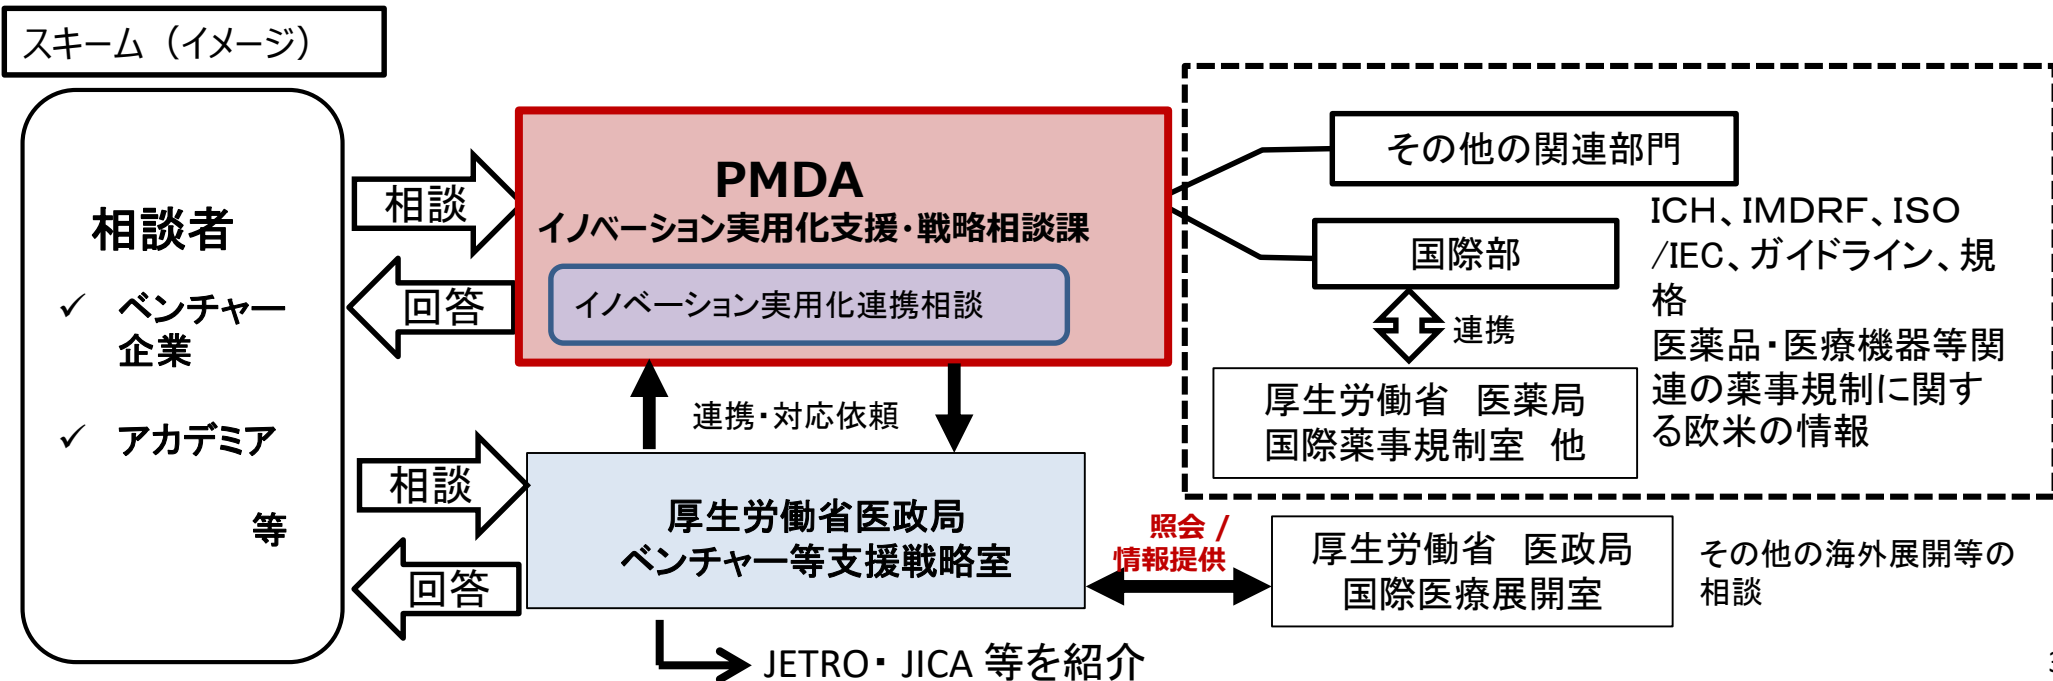 スキーム（イメージ）
相談者
✓ ベンチャー
企業
✓ アカデミア
等
相談
回答
相談
回答
PMDA
イノベーション実用化支援・戦略相談課
イノベーション実用化連携相談
連携・対応依頼
厚生労働省医政局
ベンチャー等支援戦略室
JETRO・ JICA 等を紹介
その他の関連部門
国際部
連携
厚生労働省　医薬局
国際薬事規制室　他
ICH、IMDRF、ISO
/IEC、ガイドライン、規
格
医薬品・医療機器等関
連の薬事規制に関す
る欧米の情報
照会 /
情報提供
厚生労働省　医政局
国際医療展開室
その他の海外展開等の
相談